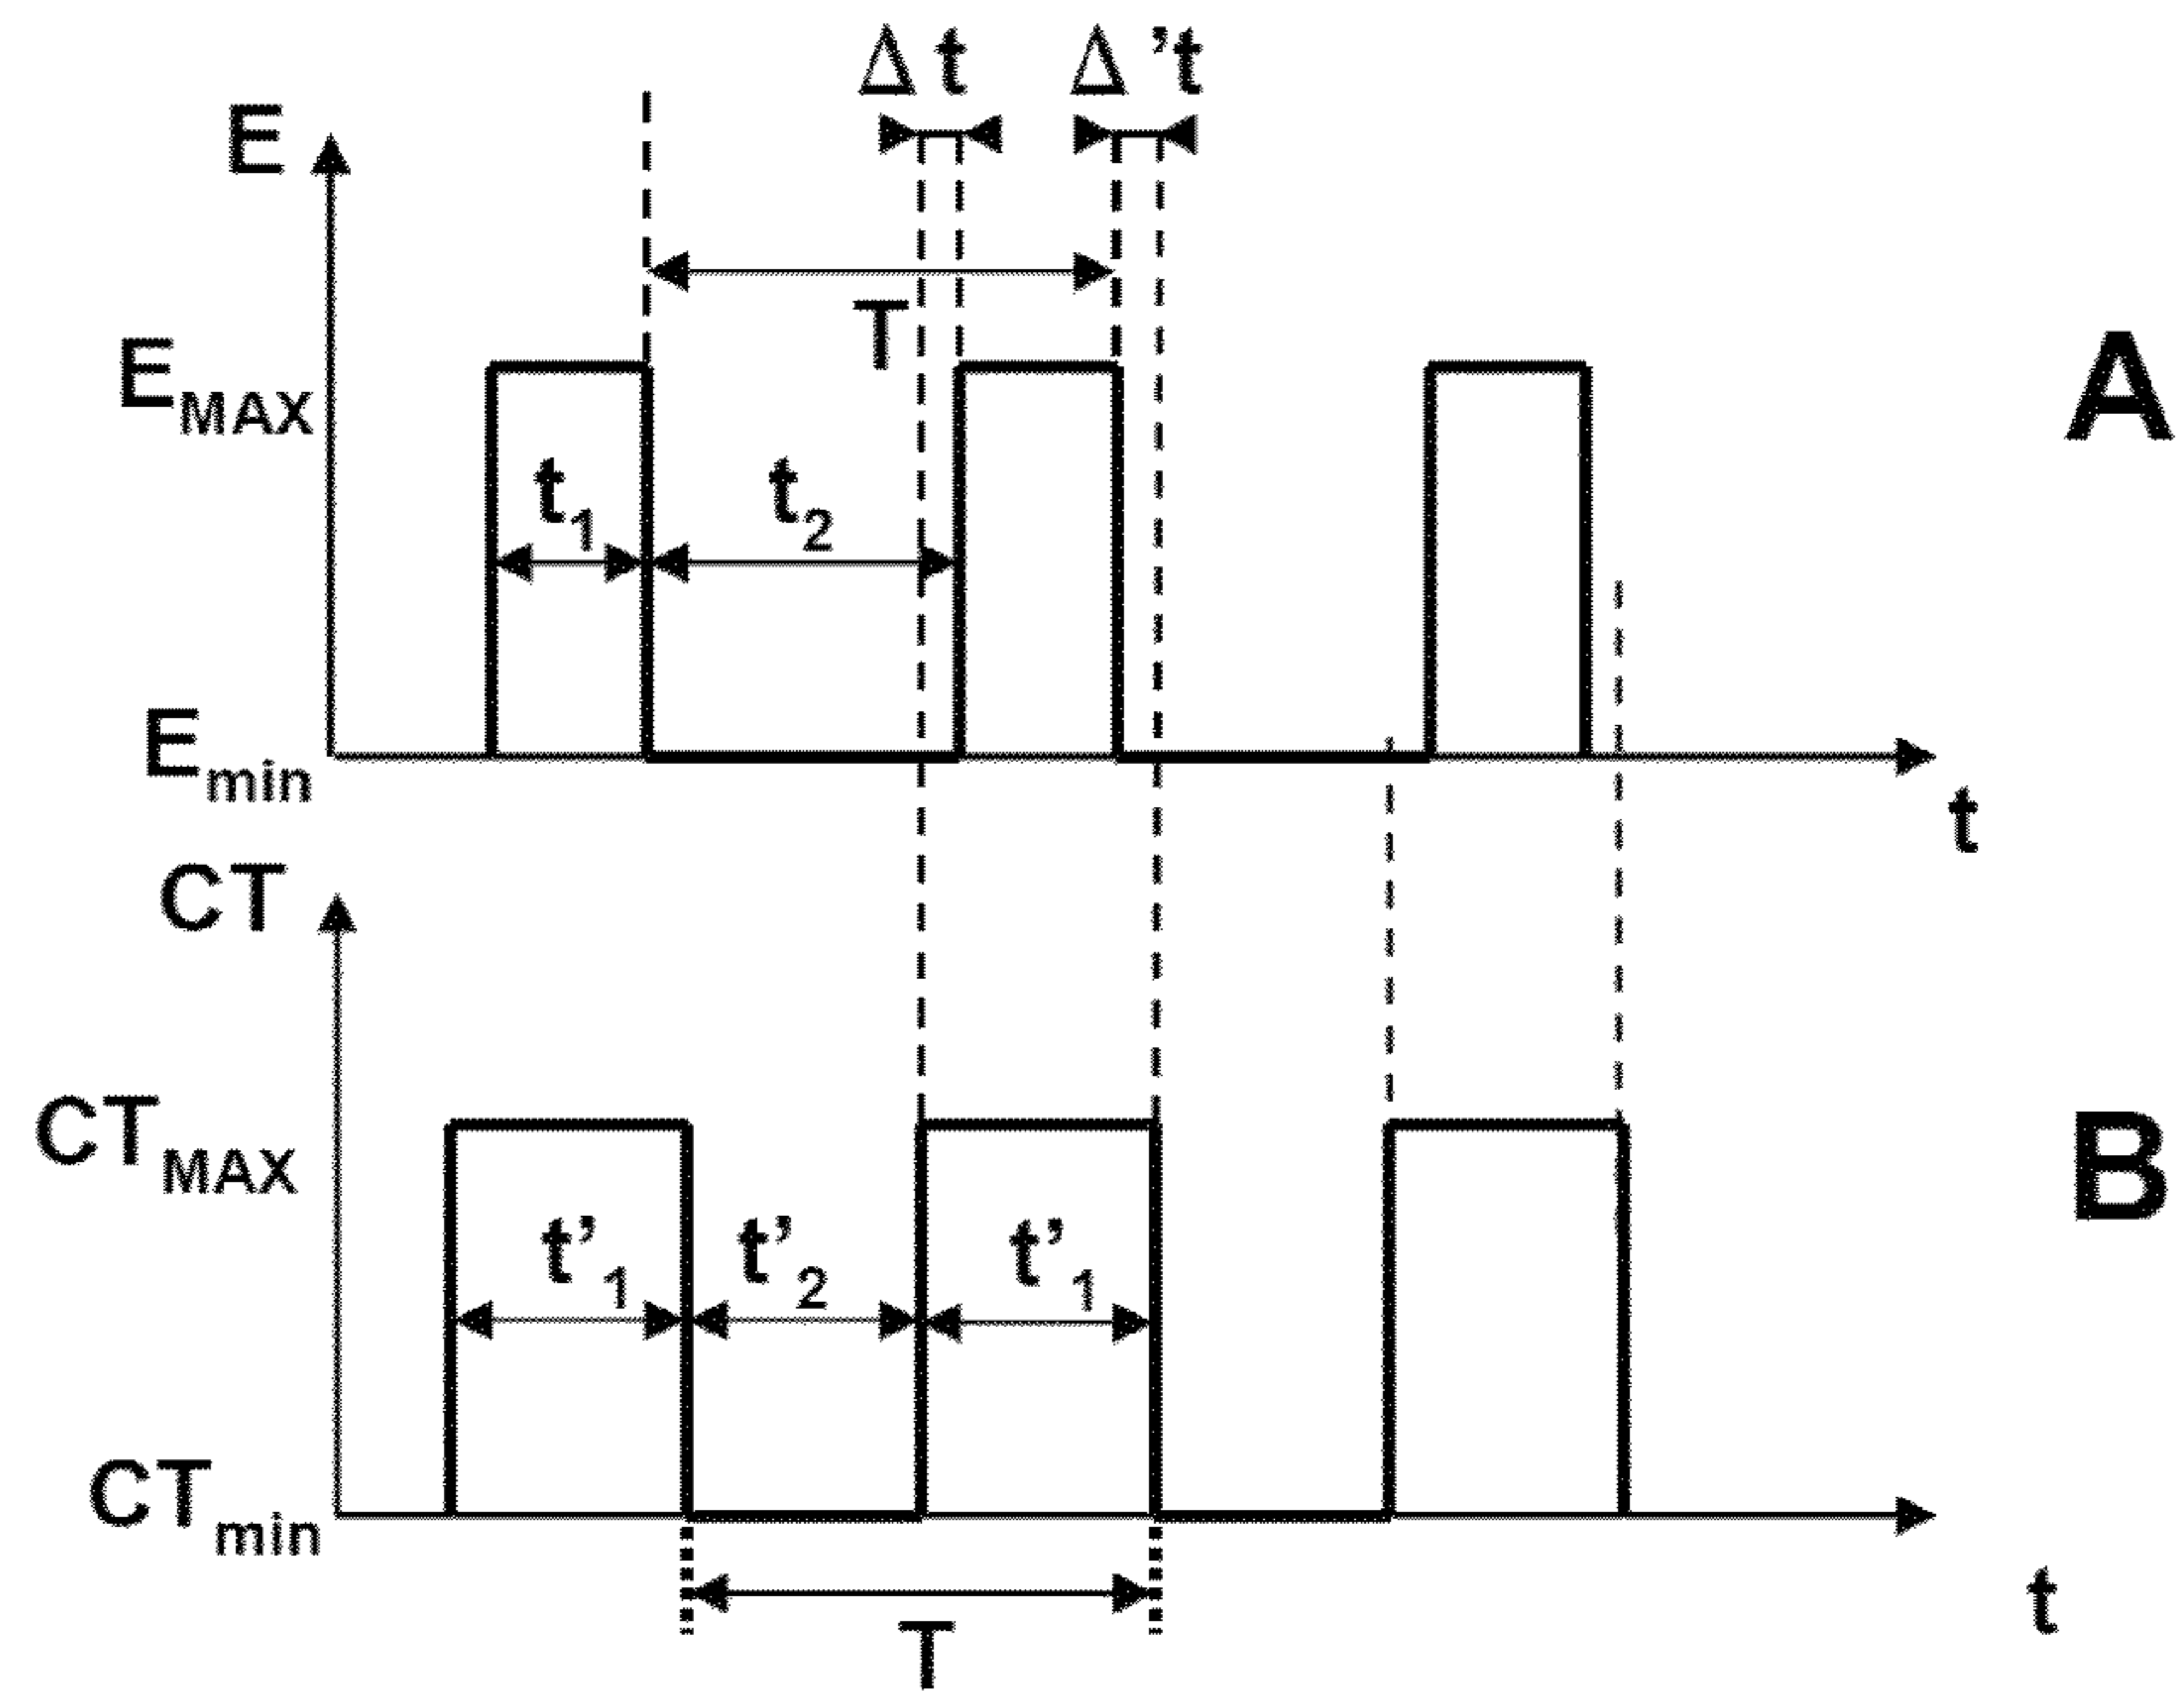 Δt Δ’t
E
T
E_MAX
A
t_1 t_2
E_min
t
CT
CT_MAX
B
t’_1 t’_2 t’_1
CT_min
t
T